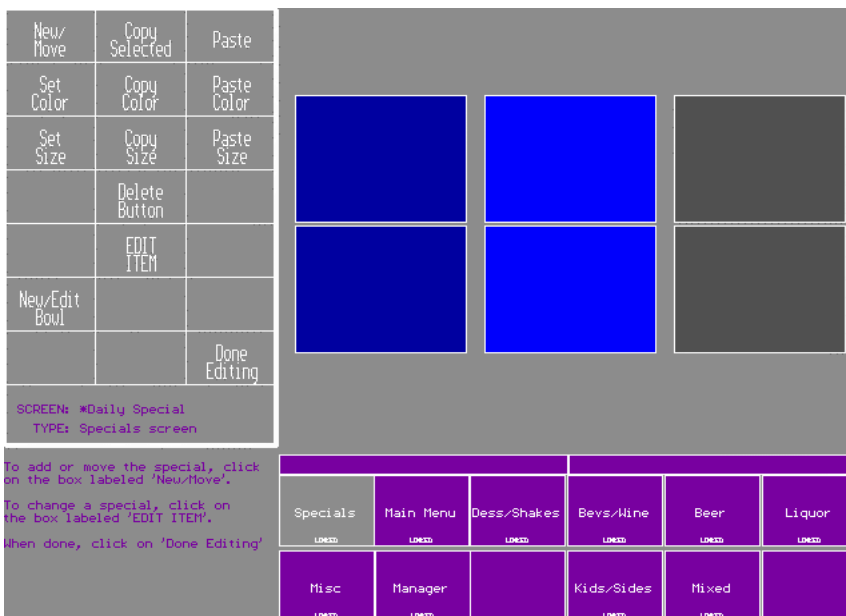 New/
Move
Copy
Selected
Paste
Set
Color
Copy
Color
Paste
Color
Set
Size
Copy
Size
Paste
Size
Delete
Button
EDIT
ITEM
New/Edit
Bowl
Done
Editing
SCREEN: *Daily Special
TYPE: Specials screen
To add or move the special, click
on the box labeled 'New/Move'.
To change a special, click on
the box labeled 'EDIT ITEM'.
When done, click on 'Done Editing'
Specials
Main Menu
Dess/Shakes
Bevs/Wine
Beer
Liquor
Misc
Manager
Kids/Sides
Mixed